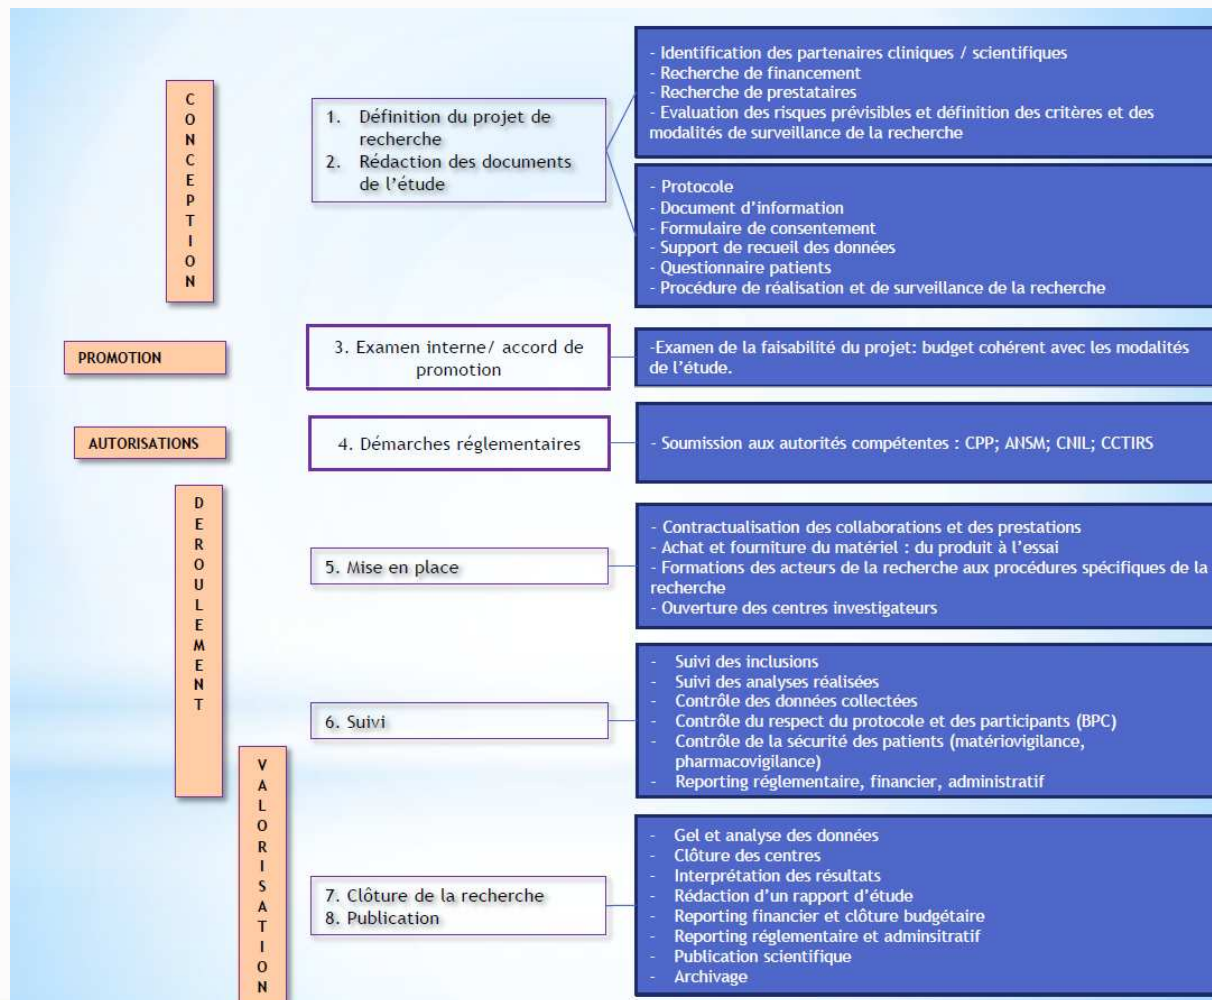 CONCEPTION
1. Définition du projet de
recherche
2. Rédaction des documents
de l'étude
- Identification des partenaires cliniques / scientifiques
- Recherche de financement
- Recherche de prestataires
- Evaluation des risques prévisibles et définition des critères et des
modalités de surveillance de la recherche
- Protocole
- Document d'information
- Formulaire de consentement
- Support de recueil des données
- Questionnaire patients
- Procédure de réalisation et de surveillance de la recherche
PROMOTION
3. Examen interne/ accord de
promotion
-Examen de la faisabilité du projet: budget cohérent avec les modalités
de l'étude.
AUTORISATIONS
4. Démarches réglementaires
- Soumission aux autorités compétentes : CPP; ANSM; CNIL; CCTIRS
DEROULEMENT
5. Mise en place
- Contractualisation des collaborations et des prestations
- Achat et fourniture du matériel : du produit à l'essai
- Formations des acteurs de la recherche aux procédures spécifiques de la
recherche
- Ouverture des centres investigateurs
6. Suivi
- Suivi des inclusions
- Suivi des analyses réalisées
- Contrôle des données collectées
- Contrôle du respect du protocole et des participants (BPC)
- Contrôle de la sécurité des patients (matériovigilance,
pharmacovigilance)
- Reporting réglementaire, financier, administratif
VALORISATION
7. Clôture de la recherche
8. Publication
- Gel et analyse des données
- Clôture des centres
- Interprétation des résultats
- Rédaction d'un rapport d'étude
- Reporting financier et clôture budgétaire
- Reporting réglementaire et adminsitratif
- Publication scientifique
- Archivage